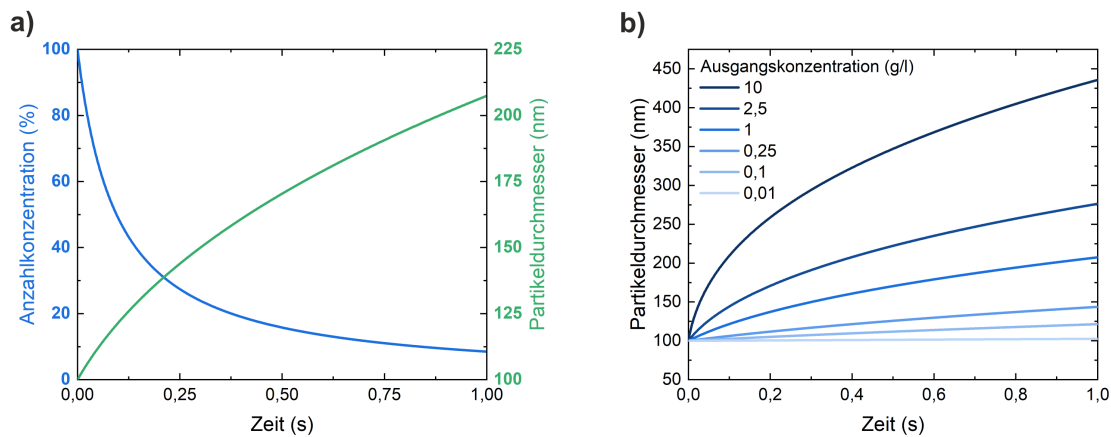 a)
Anzahlkonzentration (%)
100
80
60
40
20
0
0,00 0,25 0,50 0,75 1,00
Zeit (s)
225
200
175
150
125
100
Partikeldurchmesser (nm)
b)
Partikeldurchmesser (nm)
450
400
350
300
250
200
150
100
50
0,0 0,2 0,4 0,6 0,8 1,0
Zeit (s)
Ausgangskonzentration (g/l)
10
2,5
1
0,25
0,1
0,01